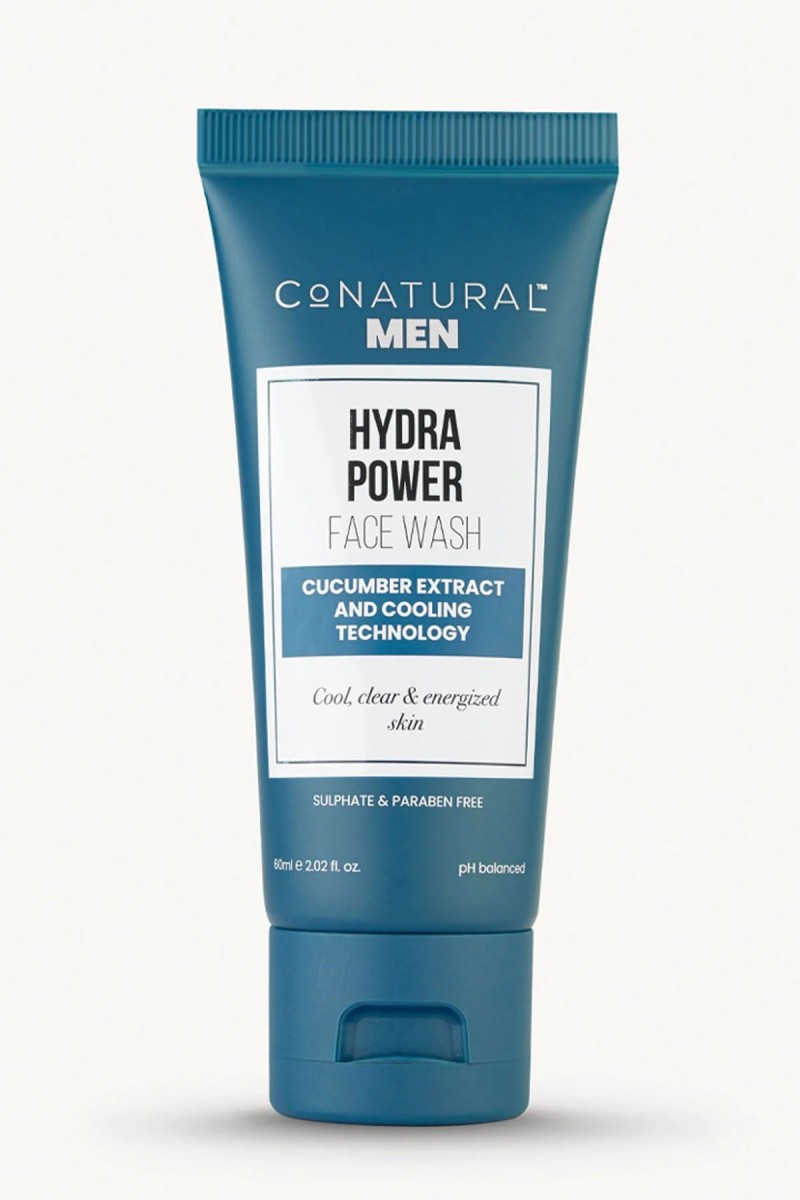 CoNATURAL™
MEN
HYDRA
POWER
FACE WASH
CUCUMBER EXTRACT
AND COOLING
TECHNOLOGY
Cool, clear & energized
skin
SULPHATE & PARABEN FREE
60ml e 2.02 fl. oz. pH balanced